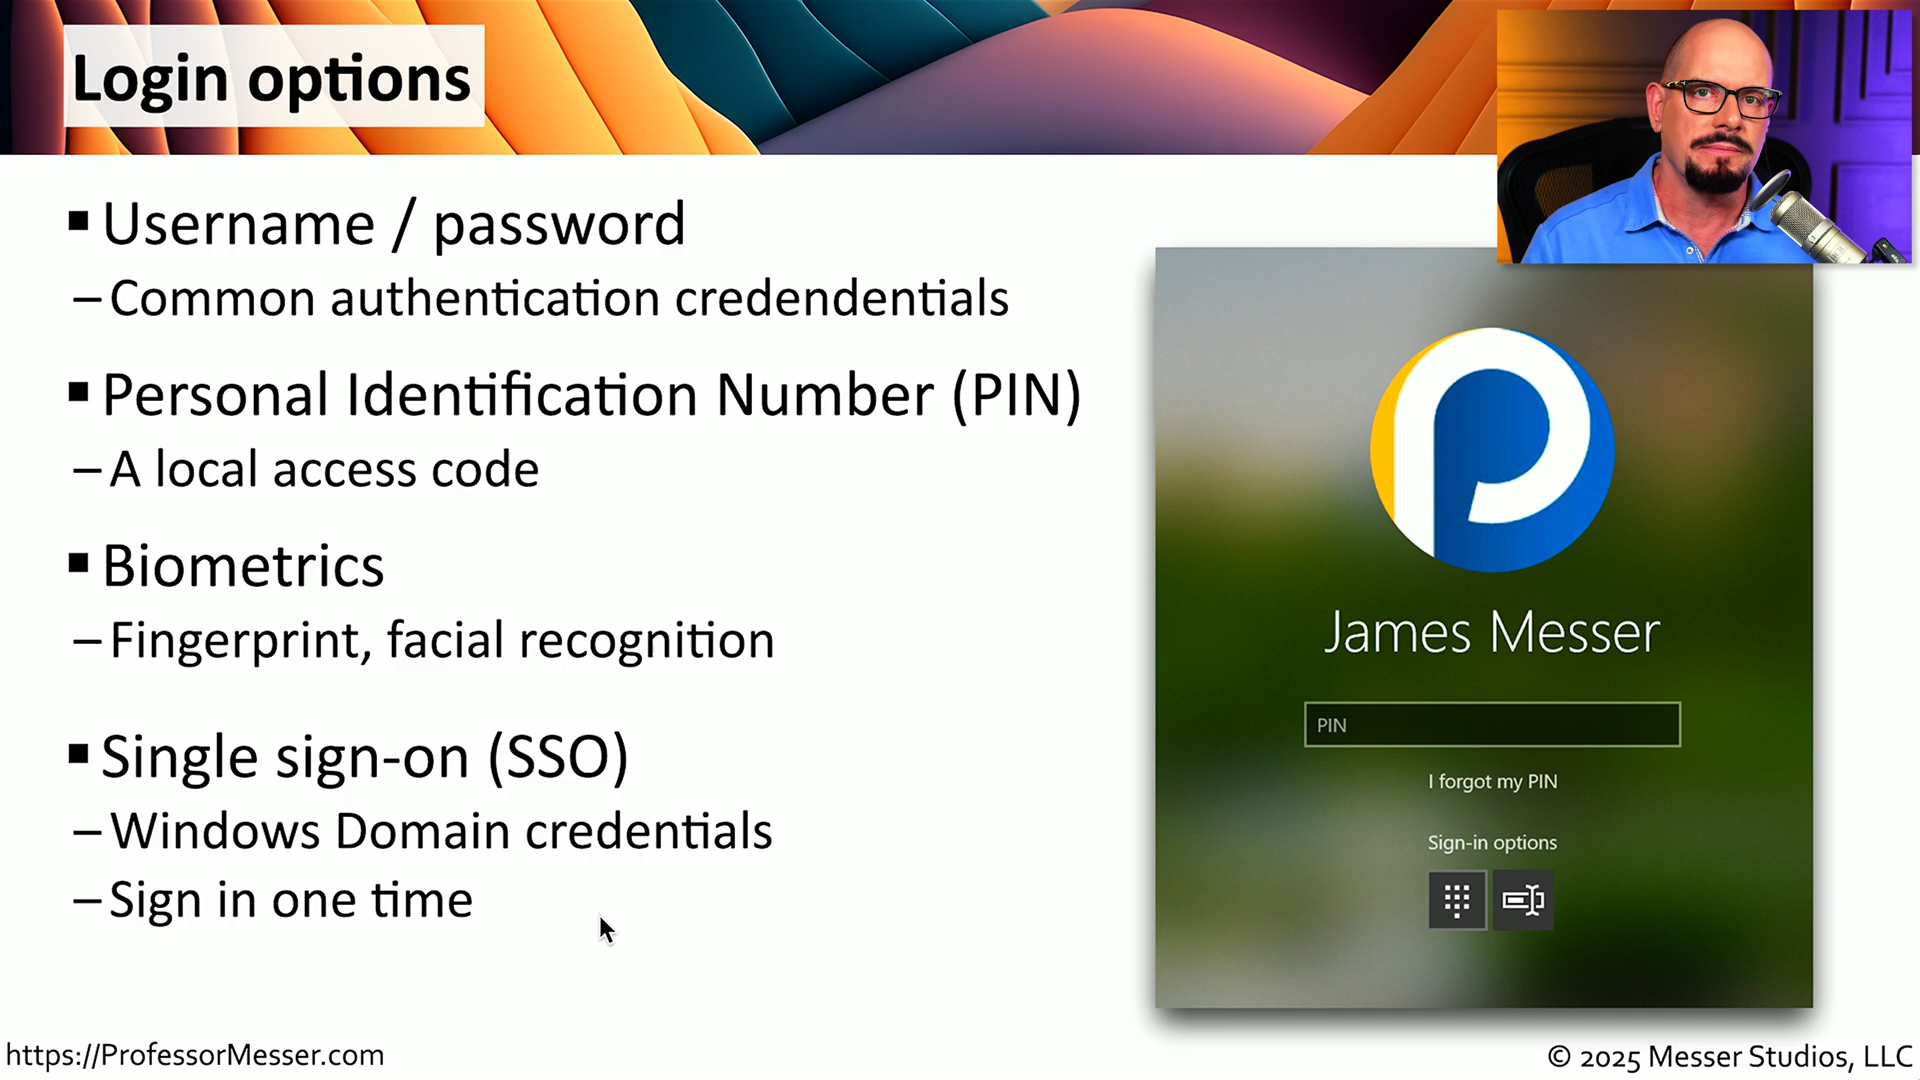 Login options
▪ Username / password
– Common authentication credendentials
▪ Personal Identification Number (PIN)
– A local access code
▪ Biometrics
– Fingerprint, facial recognition
▪ Single sign-on (SSO)
– Windows Domain credentials
– Sign in one time
James Messer
PIN
I forgot my PIN
Sign-in options
https://ProfessorMesser.com
© 2025 Messer Studios, LLC